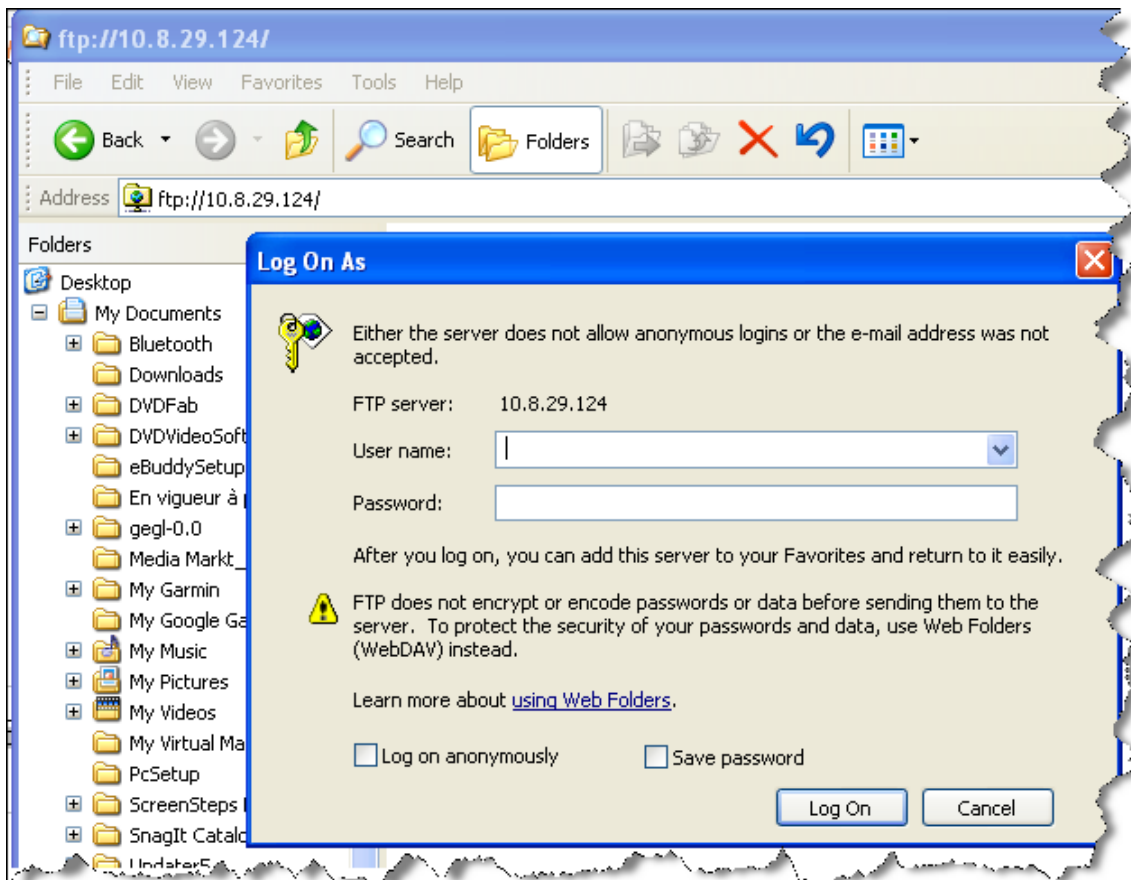 ftp://10.8.29.124/
File Edit View Favorites Tools Help
Back Search Folders
Address ftp://10.8.29.124/
Folders
Desktop
My Documents
Bluetooth
Downloads
DVDFab
DVDVideoSoft
eBuddySetup
En vigueur à
gegl-0.0
Media Markt_
My Garmin
My Google Ga
My Music
My Pictures
My Videos
My Virtual Ma
PcSetup
ScreenSteps
SnagIt Catalo
Updater5
Log On As
Either the server does not allow anonymous logins or the e-mail address was not
accepted.
FTP server: 10.8.29.124
User name:
Password:
After you log on, you can add this server to your Favorites and return to it easily.
FTP does not encrypt or encode passwords or data before sending them to the
server. To protect the security of your passwords and data, use Web Folders
(WebDAV) instead.
Learn more about using Web Folders.
Log on anonymously Save password
Log On Cancel